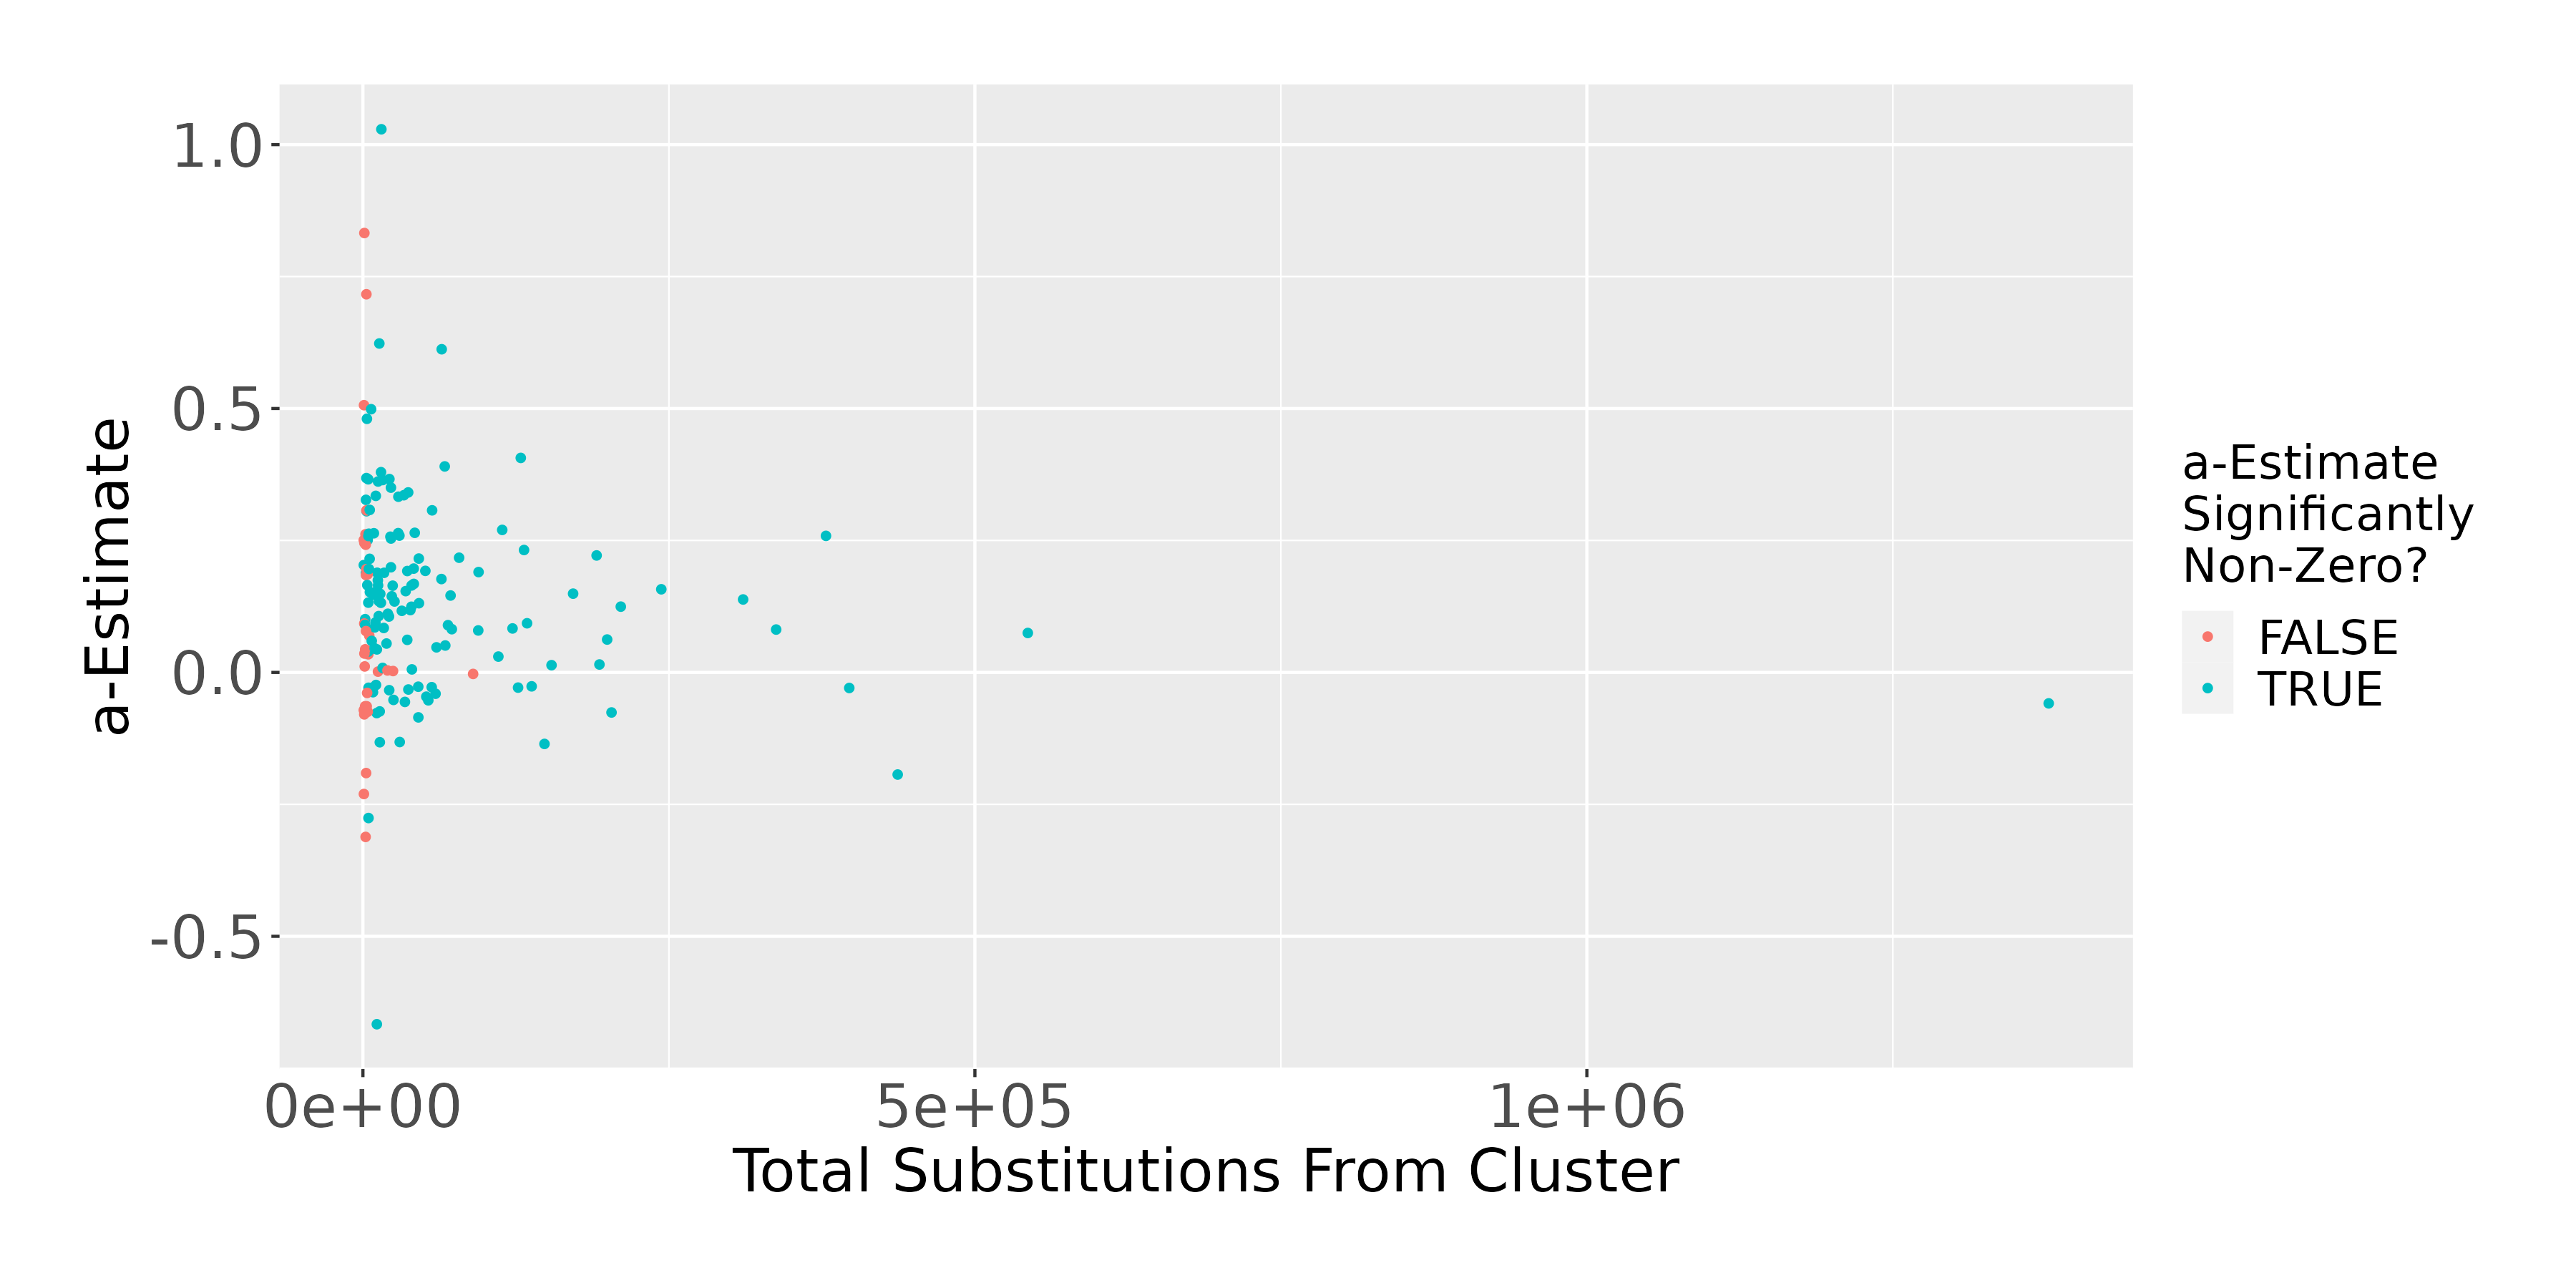 1.0
0.5
0.0
-0.5
a-Estimate
0e+00
5e+05
1e+06
Total Substitutions From Cluster
a-Estimate
Significantly
Non-Zero?
FALSE
TRUE